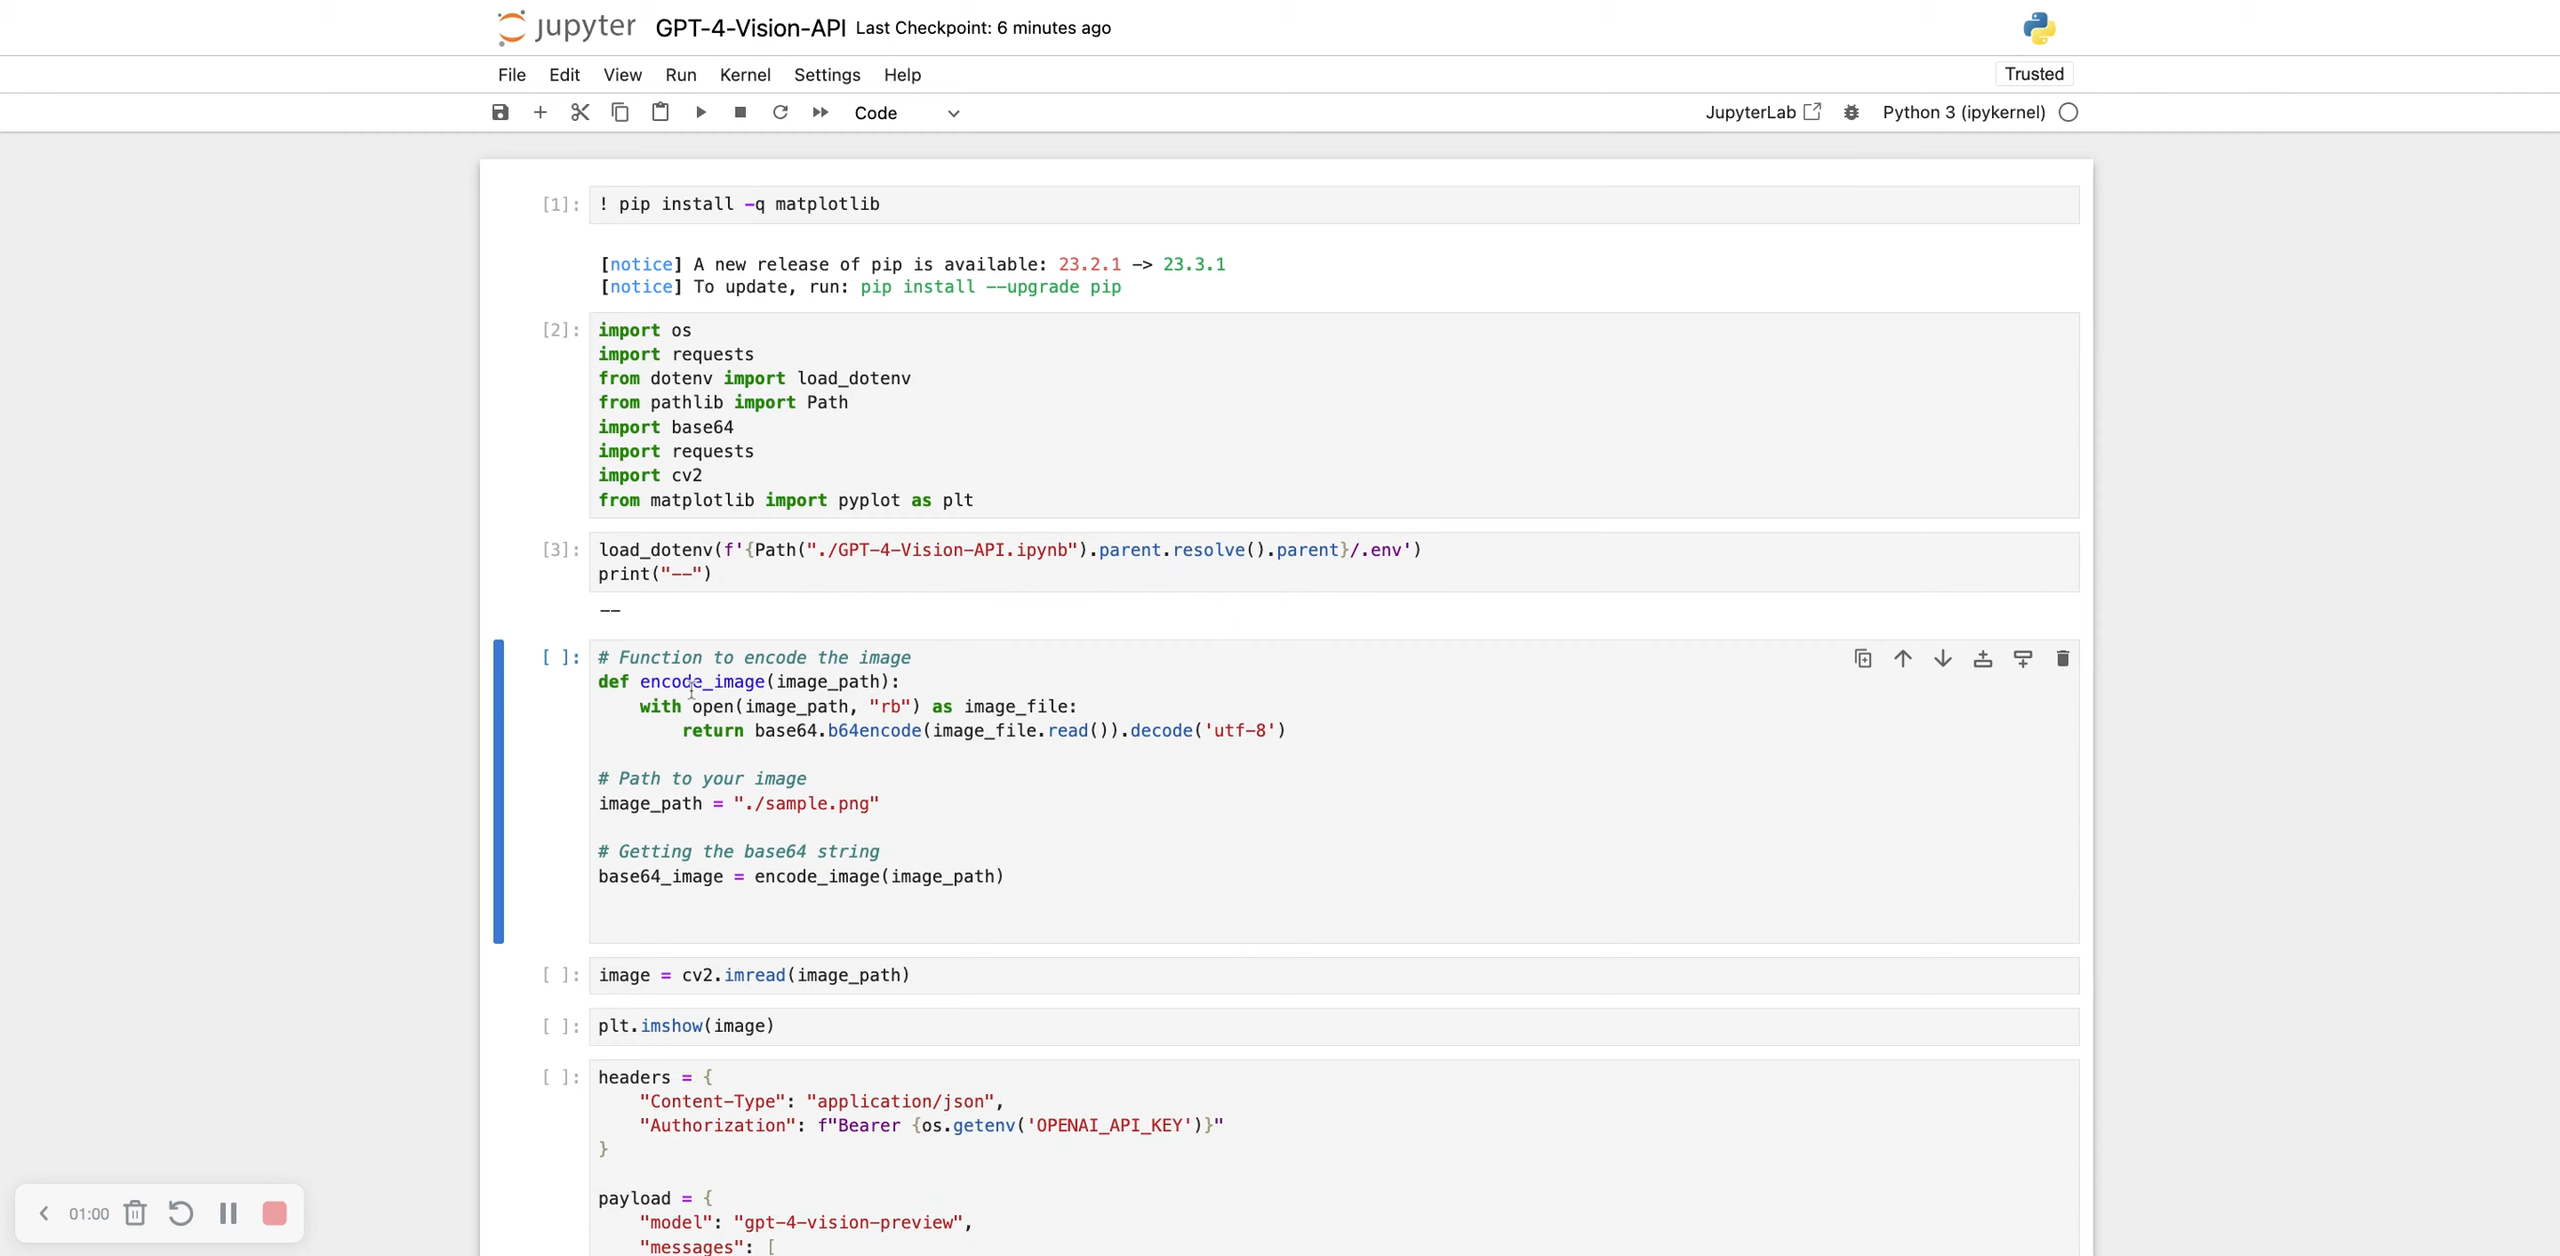 jupyter GPT-4-Vision-API Last Checkpoint: 6 minutes ago
File Edit View Run Kernel Settings Help
Trusted
Code
JupyterLab
Python 3 (ipykernel)
[1]: ! pip install -q matplotlib
[notice] A new release of pip is available: 23.2.1 -> 23.3.1
[notice] To update, run: pip install --upgrade pip
[2]: import os
import requests
from dotenv import load_dotenv
from pathlib import Path
import base64
import requests
import cv2
from matplotlib import pyplot as plt
[3]: load_dotenv(f'{Path("./GPT-4-Vision-API.ipynb").parent.resolve().parent}/.env')
print("--")
--
[ ]: # Function to encode the image
def encode_image(image_path):
    with open(image_path, "rb") as image_file:
        return base64.b64encode(image_file.read()).decode('utf-8')
# Path to your image
image_path = "./sample.png"
# Getting the base64 string
base64_image = encode_image(image_path)
[ ]: image = cv2.imread(image_path)
[ ]: plt.imshow(image)
[ ]: headers = {
    "Content-Type": "application/json",
    "Authorization": f"Bearer {os.getenv('OPENAI_API_KEY')}"
}
payload = {
    "model": "gpt-4-vision-preview",
    "messages": [
01:00